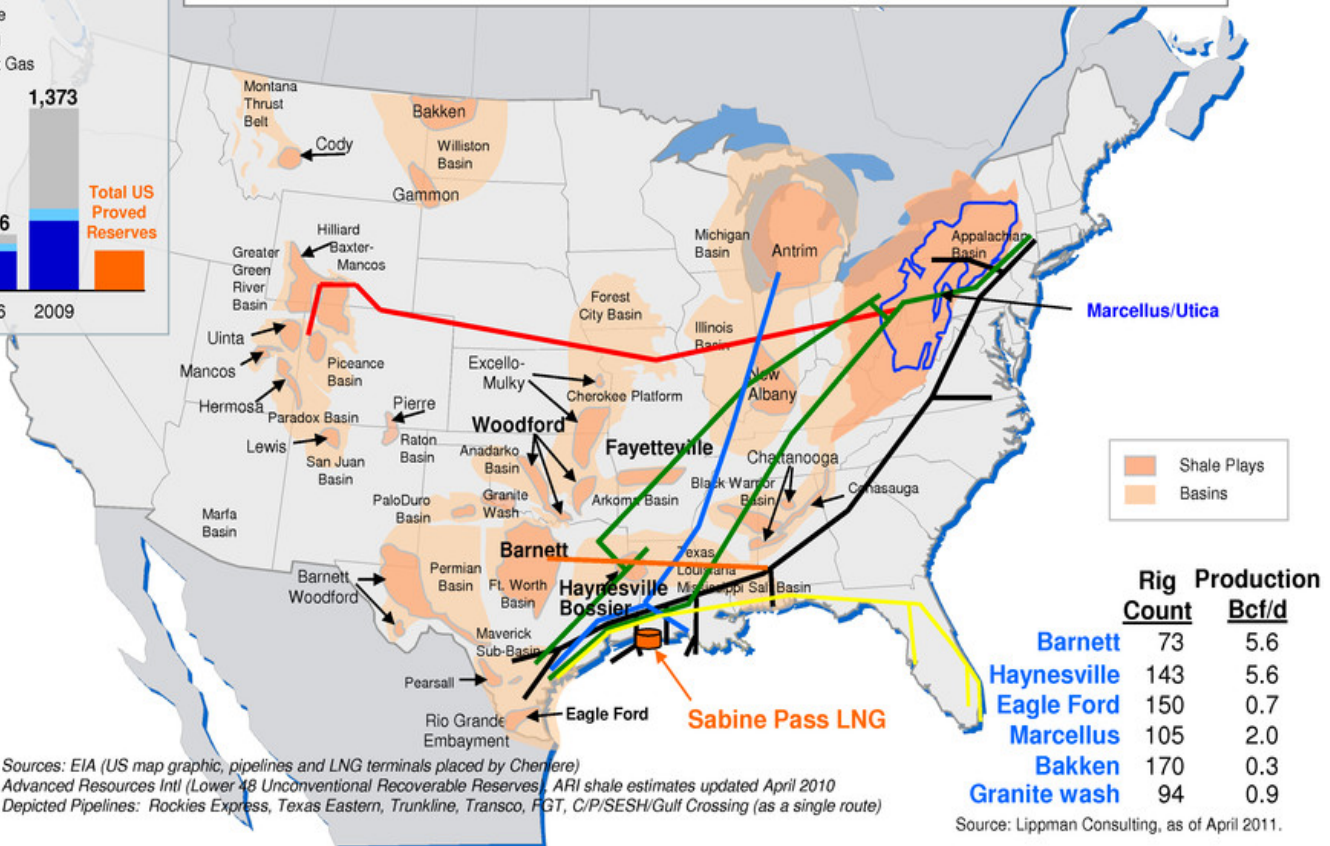 e
Gas
1,373
6
Total US
Proved
Reserves
6
2009
Montana
Thrust
Belt
Cody
Bakken
Williston
Basin
Gammon
Hilliard
Baxter-
Mancos
Greater
Green
River
Basin
Uinta
Mancos
Piceance
Basin
Hermosa
Paradox Basin
Lewis
San Juan
Basin
Pierre
Raton
Basin
Marfa
Basin
Michigan
Basin
Antrim
Appalachian
Basin
Marcellus/Utica
Forest
City Basin
Illinois
Basin
New
Albany
Excello-
Mulky
Cherokee Platform
Woodford
Fayetteville
Anadarko
Basin
Chattanooga
Arkoma Basin
Black Warrior
Basin
Conasauga
PaloDuro
Basin
Granite
Wash
Barnett
Texas
Louisiana
Mississippi Salt Basin
Permian
Basin
Ft. Worth
Basin
Haynesville
Bossier
Barnett
Woodford
Maverick
Sub-Basin
Pearsall
Eagle Ford
Rio Grande
Embayment
Sabine Pass LNG
Shale Plays
Basins
Rig Production
Count Bcf/d
Barnett 73 5.6
Haynesville 143 5.6
Eagle Ford 150 0.7
Marcellus 105 2.0
Bakken 170 0.3
Granite wash 94 0.9
Source: Lippman Consulting, as of April 2011.
Sources: EIA (US map graphic, pipelines and LNG terminals placed by Cheniere)
Advanced Resources Intl (Lower 48 Unconventional Recoverable Reserves), ARI shale estimates updated April 2010
Depicted Pipelines: Rockies Express, Texas Eastern, Trunkline, Transco, FGT, C/P/SESH/Gulf Crossing (as a single route)